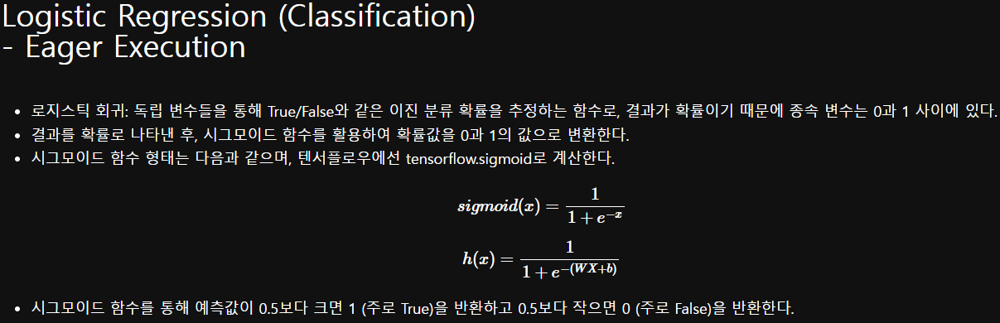 Logistic Regression (Classification)
- Eager Execution
• 로지스틱 회귀: 독립 변수들을 통해 True/False와 같은 이진 분류 확률을 추정하는 함수로, 결과가 확률이기 때문에 종속 변수는 0과 1 사이에 있다.
• 결과를 확률로 나타낸 후, 시그모이드 함수를 활용하여 확률값을 0과 1의 값으로 변환한다.
• 시그모이드 함수 형태는 다음과 같으며, 텐서플로우에선 tensorflow.sigmoid로 계산한다.
sigmoid(x) = 1 / (1 + e^{-x})
h(x) = 1 / (1 + e^{-(WX+b)})
• 시그모이드 함수를 통해 예측값이 0.5보다 크면 1 (주로 True)을 반환하고 0.5보다 작으면 0 (주로 False)을 반환한다.